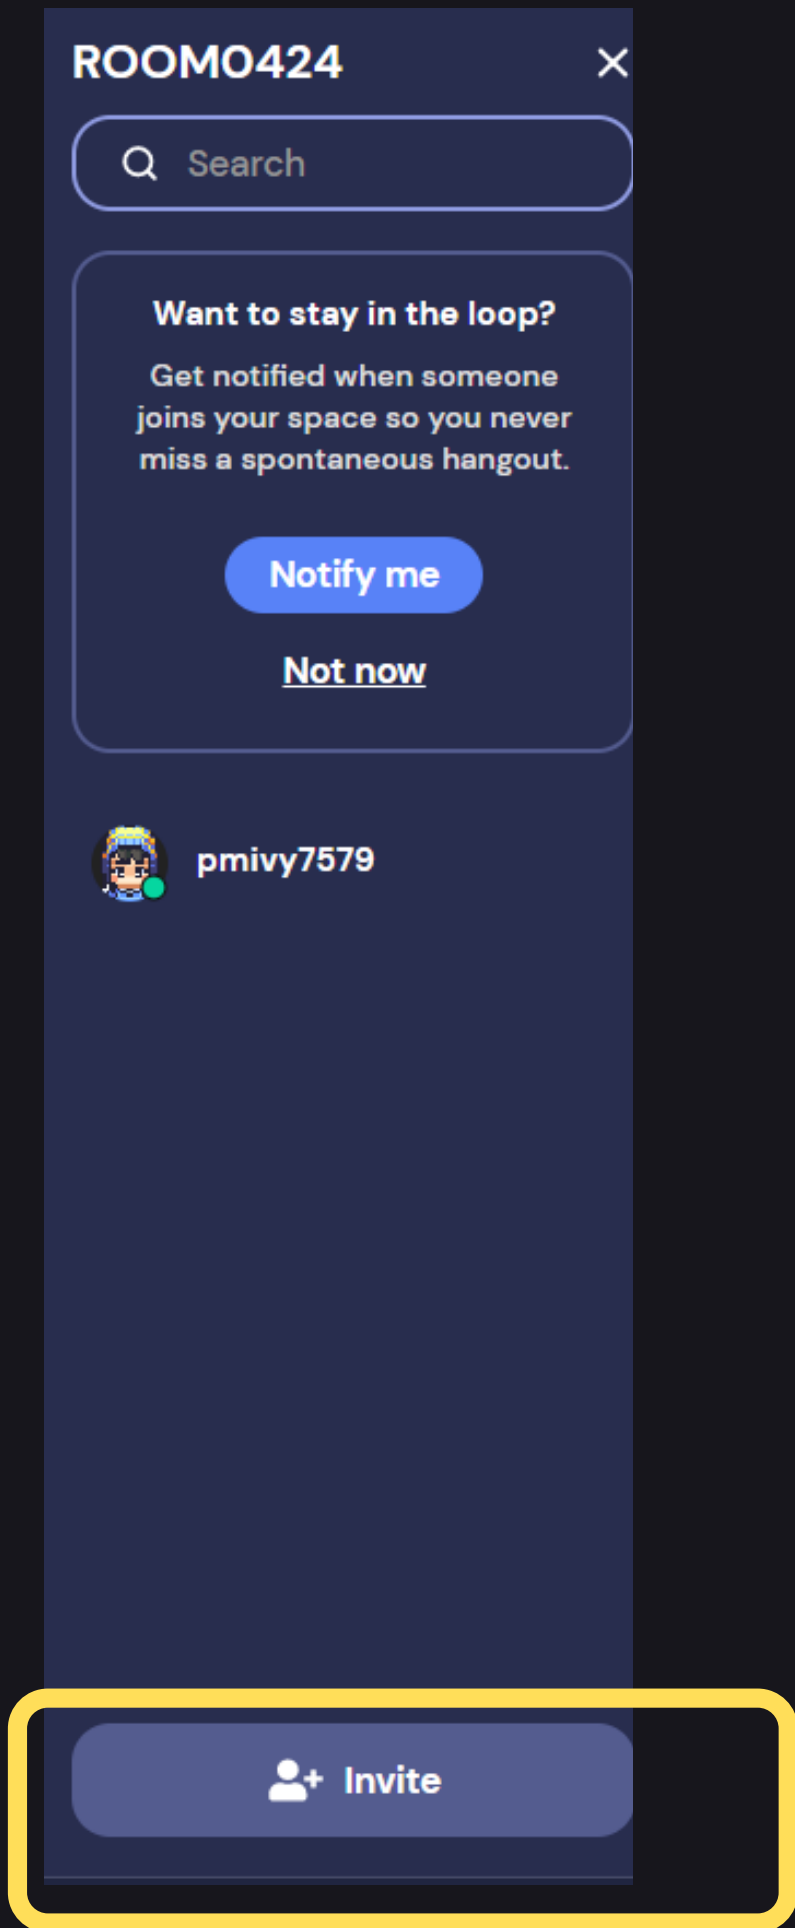 ROOM0424
Search
Want to stay in the loop?
Get notified when someone
joins your space so you never
miss a spontaneous hangout.
Notify me
Not now
pmivy7579
Invite